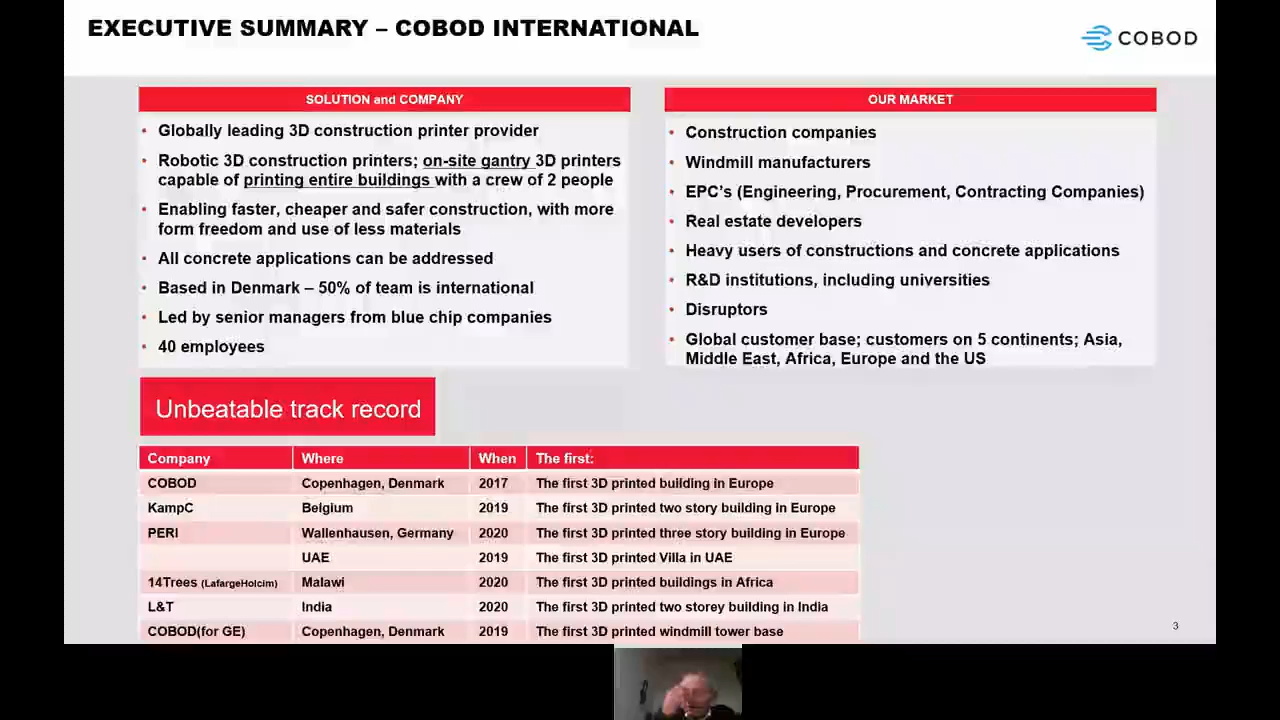 EXECUTIVE SUMMARY – COBOD INTERNATIONAL
COBOD
SOLUTION and COMPANY
• Globally leading 3D construction printer provider
• Robotic 3D construction printers; on-site gantry 3D printers
capable of printing entire buildings with a crew of 2 people
• Enabling faster, cheaper and safer construction, with more
form freedom and use of less materials
• All concrete applications can be addressed
• Based in Denmark – 50% of team is international
• Led by senior managers from blue chip companies
• 40 employees
OUR MARKET
• Construction companies
• Windmill manufacturers
• EPC’s (Engineering, Procurement, Contracting Companies)
• Real estate developers
• Heavy users of constructions and concrete applications
• R&D institutions, including universities
• Disruptors
• Global customer base; customers on 5 continents; Asia,
Middle East, Africa, Europe and the US
Unbeatable track record
Company Where When The first:
COBOD Copenhagen, Denmark 2017 The first 3D printed building in Europe
KampC Belgium 2019 The first 3D printed two story building in Europe
PERI Wallenhausen, Germany 2020 The first 3D printed three story building in Europe
UAE 2019 The first 3D printed Villa in UAE
14Trees (LafargeHolcim) Malawi 2020 The first 3D printed buildings in Africa
L&T India 2020 The first 3D printed two storey building in India
COBOD(for GE) Copenhagen, Denmark 2019 The first 3D printed windmill tower base
3